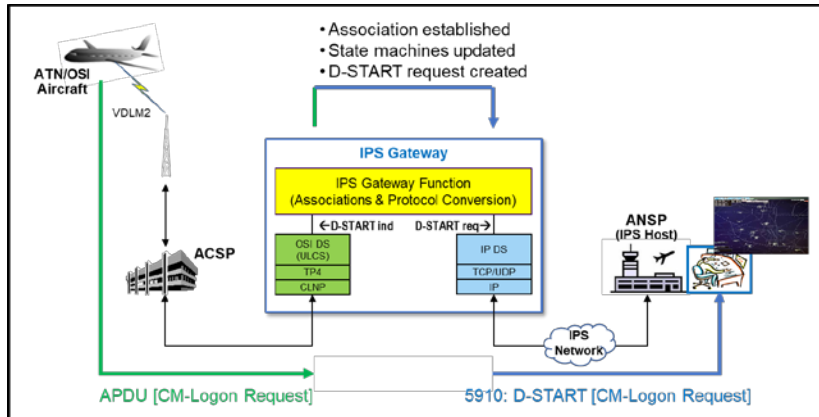 • Association established
• State machines updated
• D-START request created
ATN/OSI
Aircraft
VDLM2
IPS Gateway
IPS Gateway Function
(Associations & Protocol Conversion)
←D-START ind
D-START req→
OSI DS
(ULCS)
TP4
CLNP
IP DS
TCP/UDP
IP
ACSP
ANSP
(IPS Host)
IPS
Network
APDU [CM-Logon Request]
5910: D-START [CM-Logon Request]